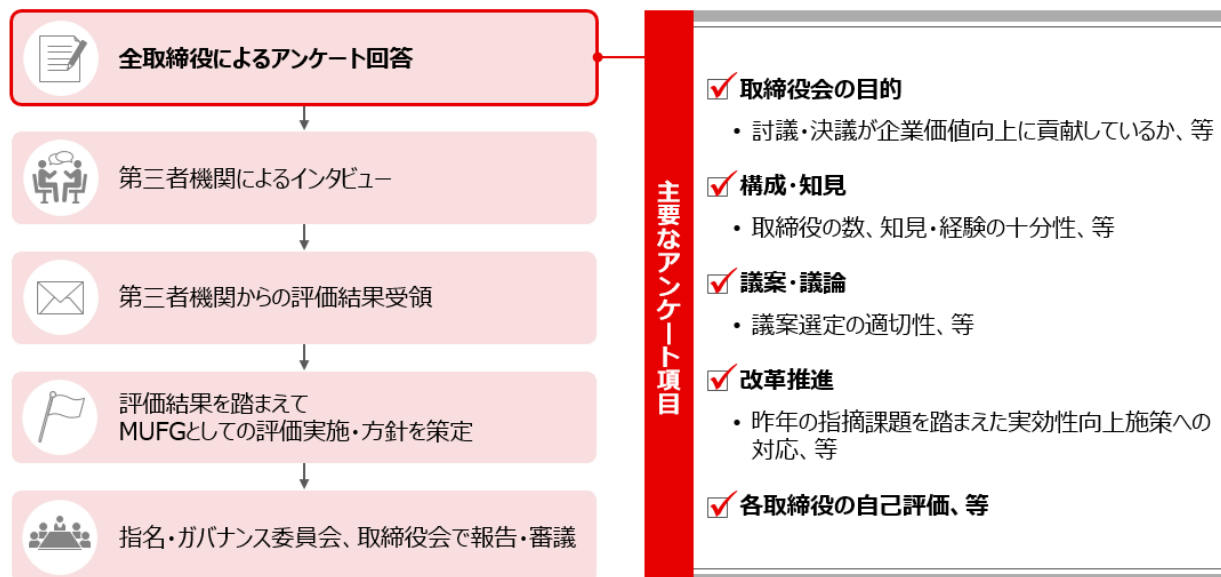 全取締役によるアンケート回答
第三者機関によるインタビュー
第三者機関からの評価結果受領
評価結果を踏まえて
MUFGとしての評価実施・方針を策定
指名・ガバナンス委員会、取締役会で報告・審議
主要なアンケート項目
取締役会の目的
• 討議・決議が企業価値向上に貢献しているか、等
構成・知見
• 取締役の数、知見・経験の十分性、等
議案・議論
• 議案選定の適切性、等
改革推進
• 昨年の指摘課題を踏まえた実効性向上施策への
対応、等
各取締役の自己評価、等